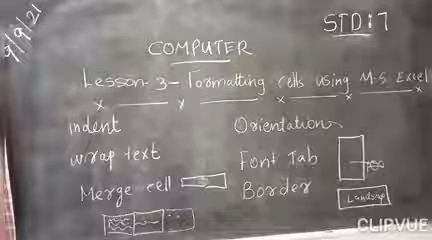 9/9/21
STD:7
COMPUTER
Lesson-3- Formatting cells using M-S Excel
indent
Orientation
wrap text
Font Tab
Merge cell
Border
Landscap
CLIPVUE